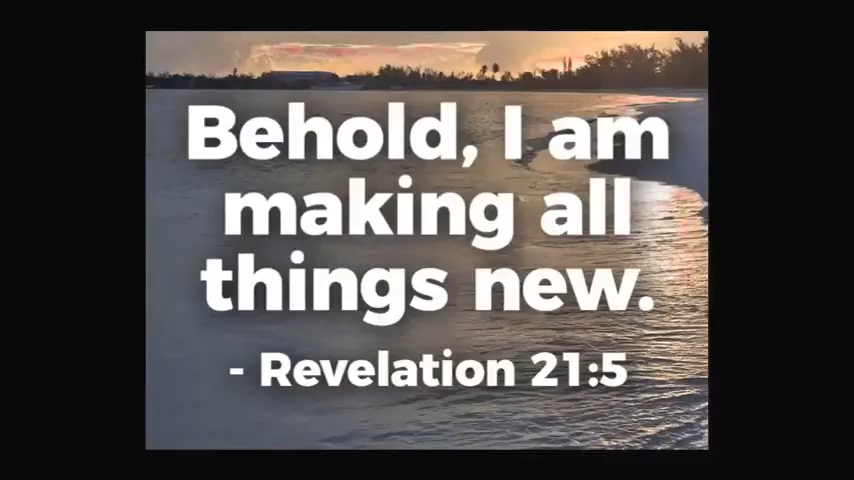 Behold, I am
making all
things new.
- Revelation 21:5